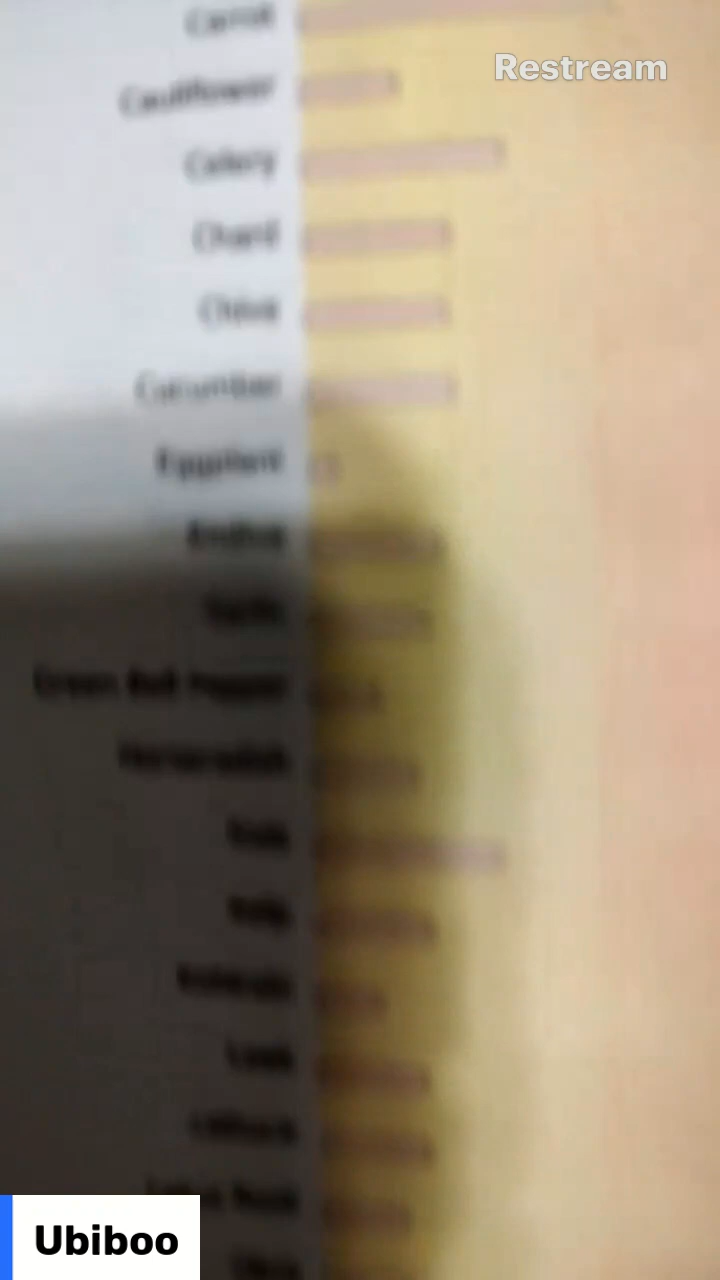 Carrot
Restream
Cauliflower
Celery
Chard
Chive
Cucumber
Eggplant
Endive
Garlic
Green Bell Pepper
Horseradish
Kale
Kelp
Kohlrabi
Leek
Lettuce
Ubiboo